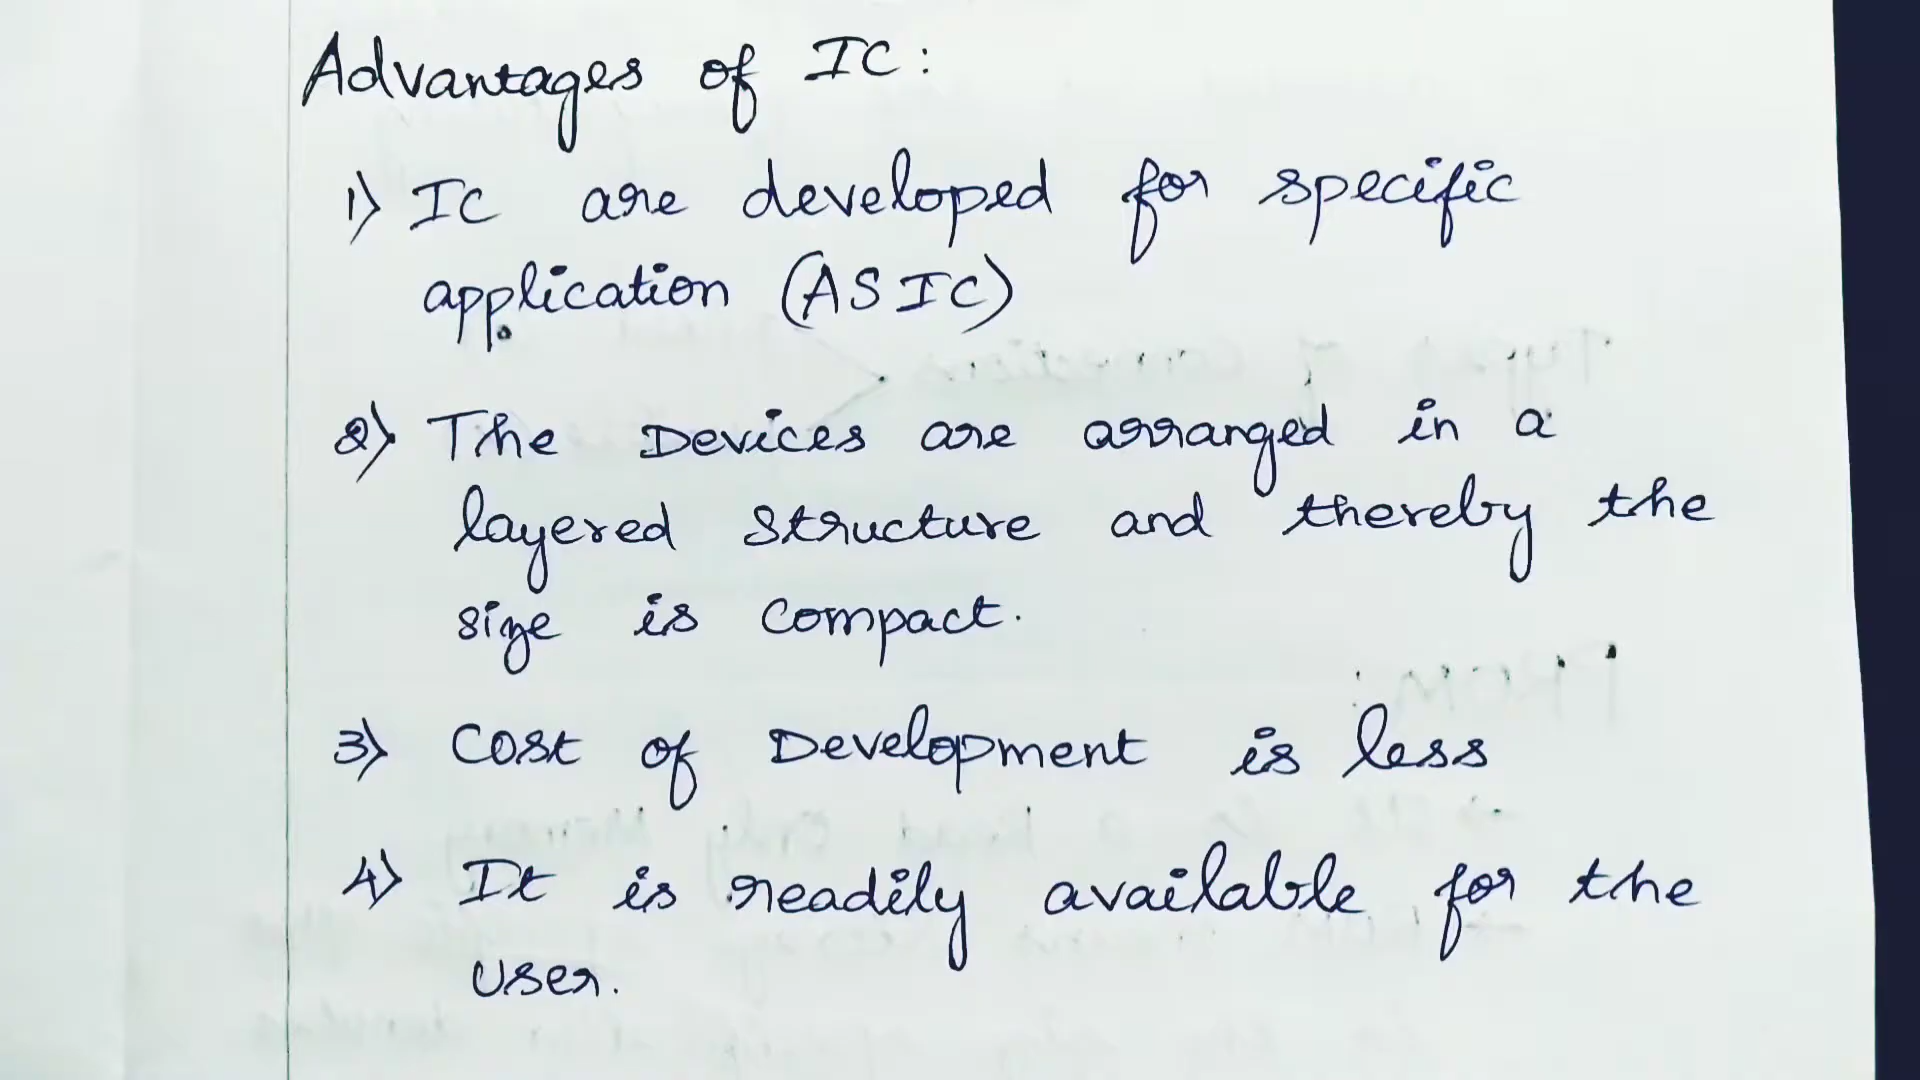 Advantages of IC:
1) IC are developed for specific
application (ASIC)
2) The Devices are arranged in a
layered structure and thereby the
size is compact.
3) Cost of Development is less
4) It is readily available for the
user.